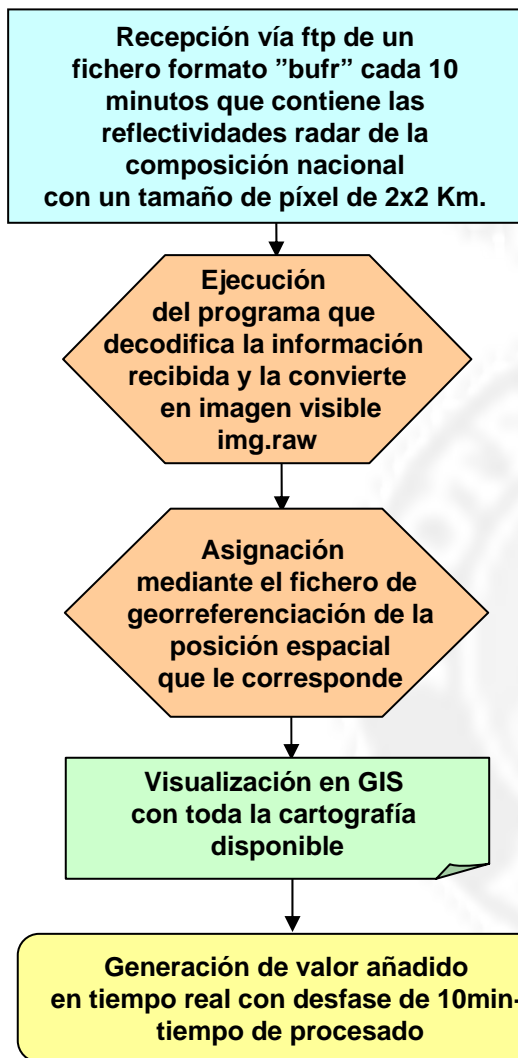 Recepción vía ftp de un
fichero formato ”bufr” cada 10
minutos que contiene las
reflectividades radar de la
composición nacional
con un tamaño de píxel de 2x2 Km.
Ejecución
del programa que
decodifica la información
recibida y la convierte
en imagen visible
img.raw
Asignación
mediante el fichero de
georreferenciación de la
posición espacial
que le corresponde
Visualización en GIS
con toda la cartografía
disponible
Generación de valor añadido
en tiempo real con desfase de 10min-
tiempo de procesado